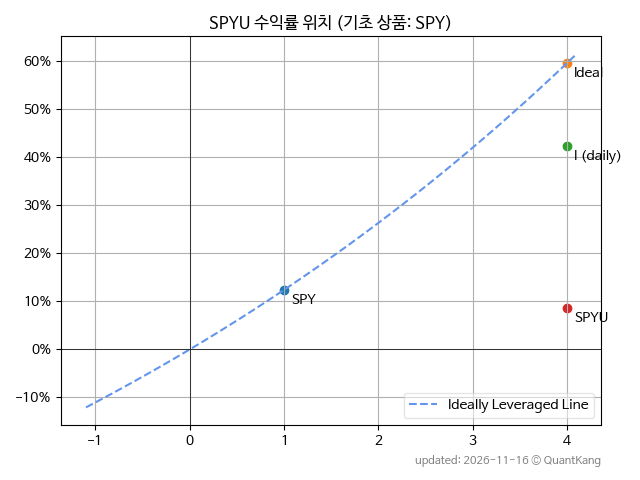 SPYU 수익률 위치 (기초 상품: SPY)
60%
50%
40%
30%
20%
10%
0%
−10%
Ideal
I (daily)
SPY
SPYU
Ideally Leveraged Line
−1
0
1
2
3
4
updated: 2026-11-16 © QuantKang